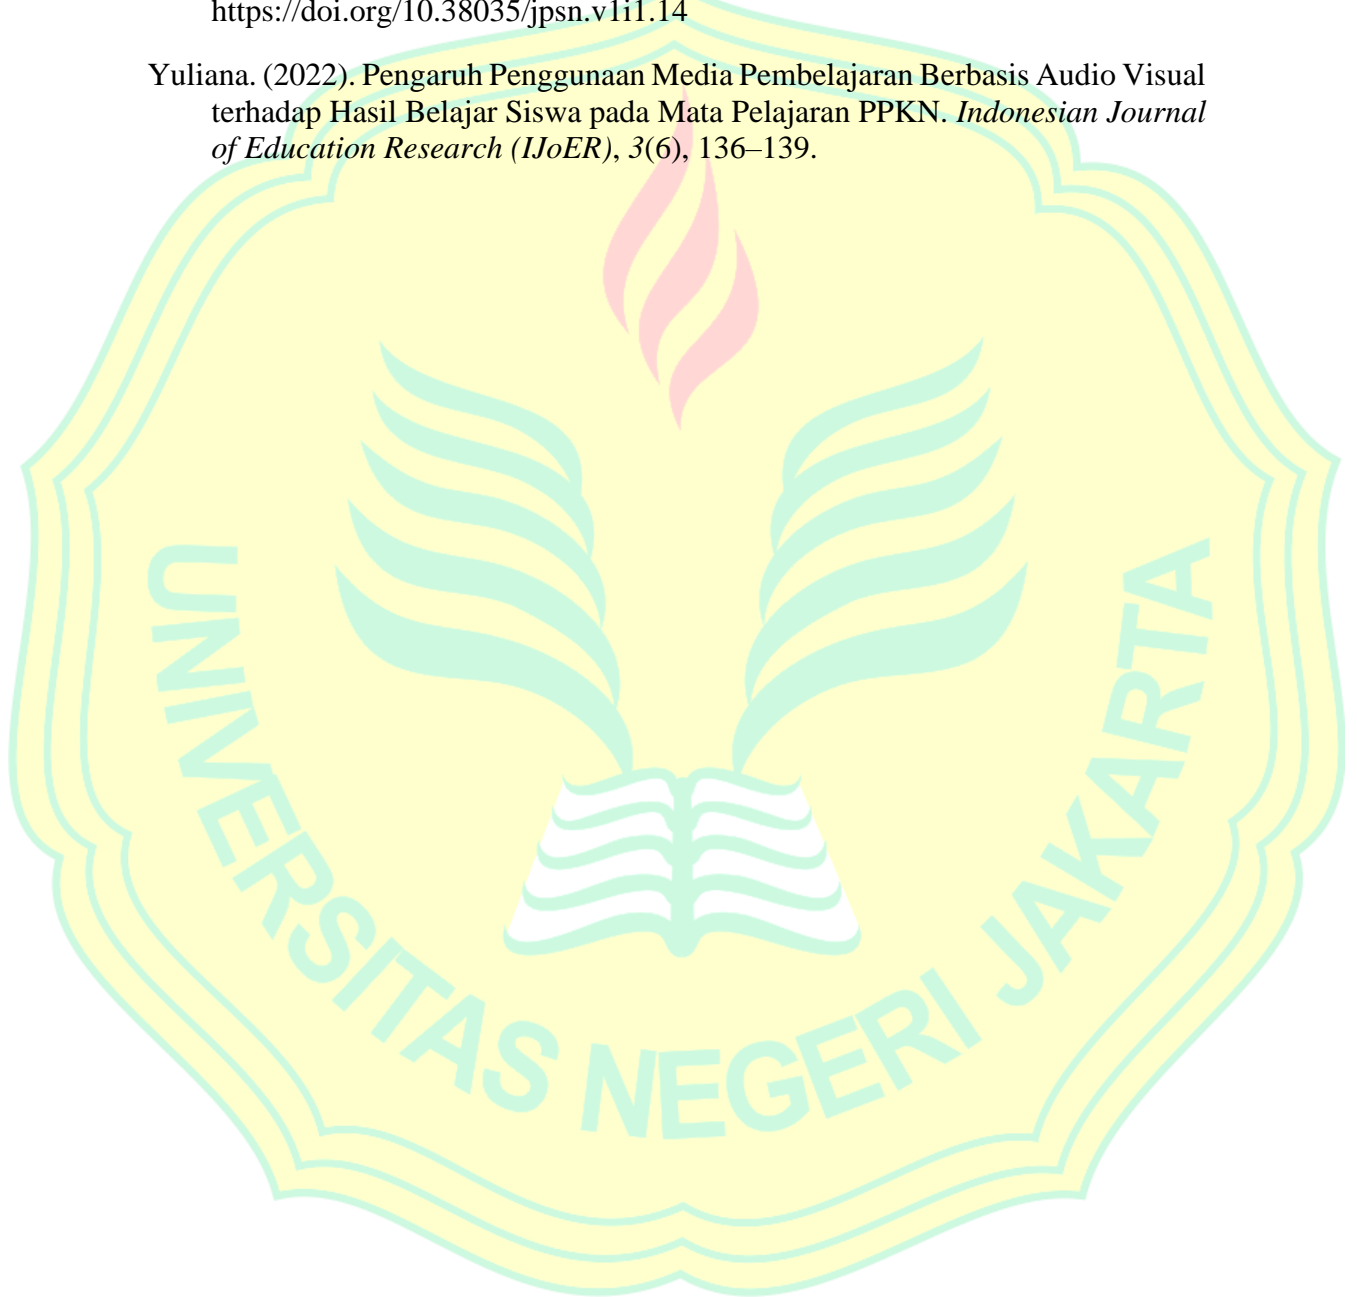 https://doi.org/10.38035/jpsn.v1i1.14
Yuliana. (2022). Pengaruh Penggunaan Media Pembelajaran Berbasis Audio Visual
terhadap Hasil Belajar Siswa pada Mata Pelajaran PPKN. Indonesian Journal
of Education Research (IJoER), 3(6), 136–139.
UNIVERSITAS NEGERI JAKARTA